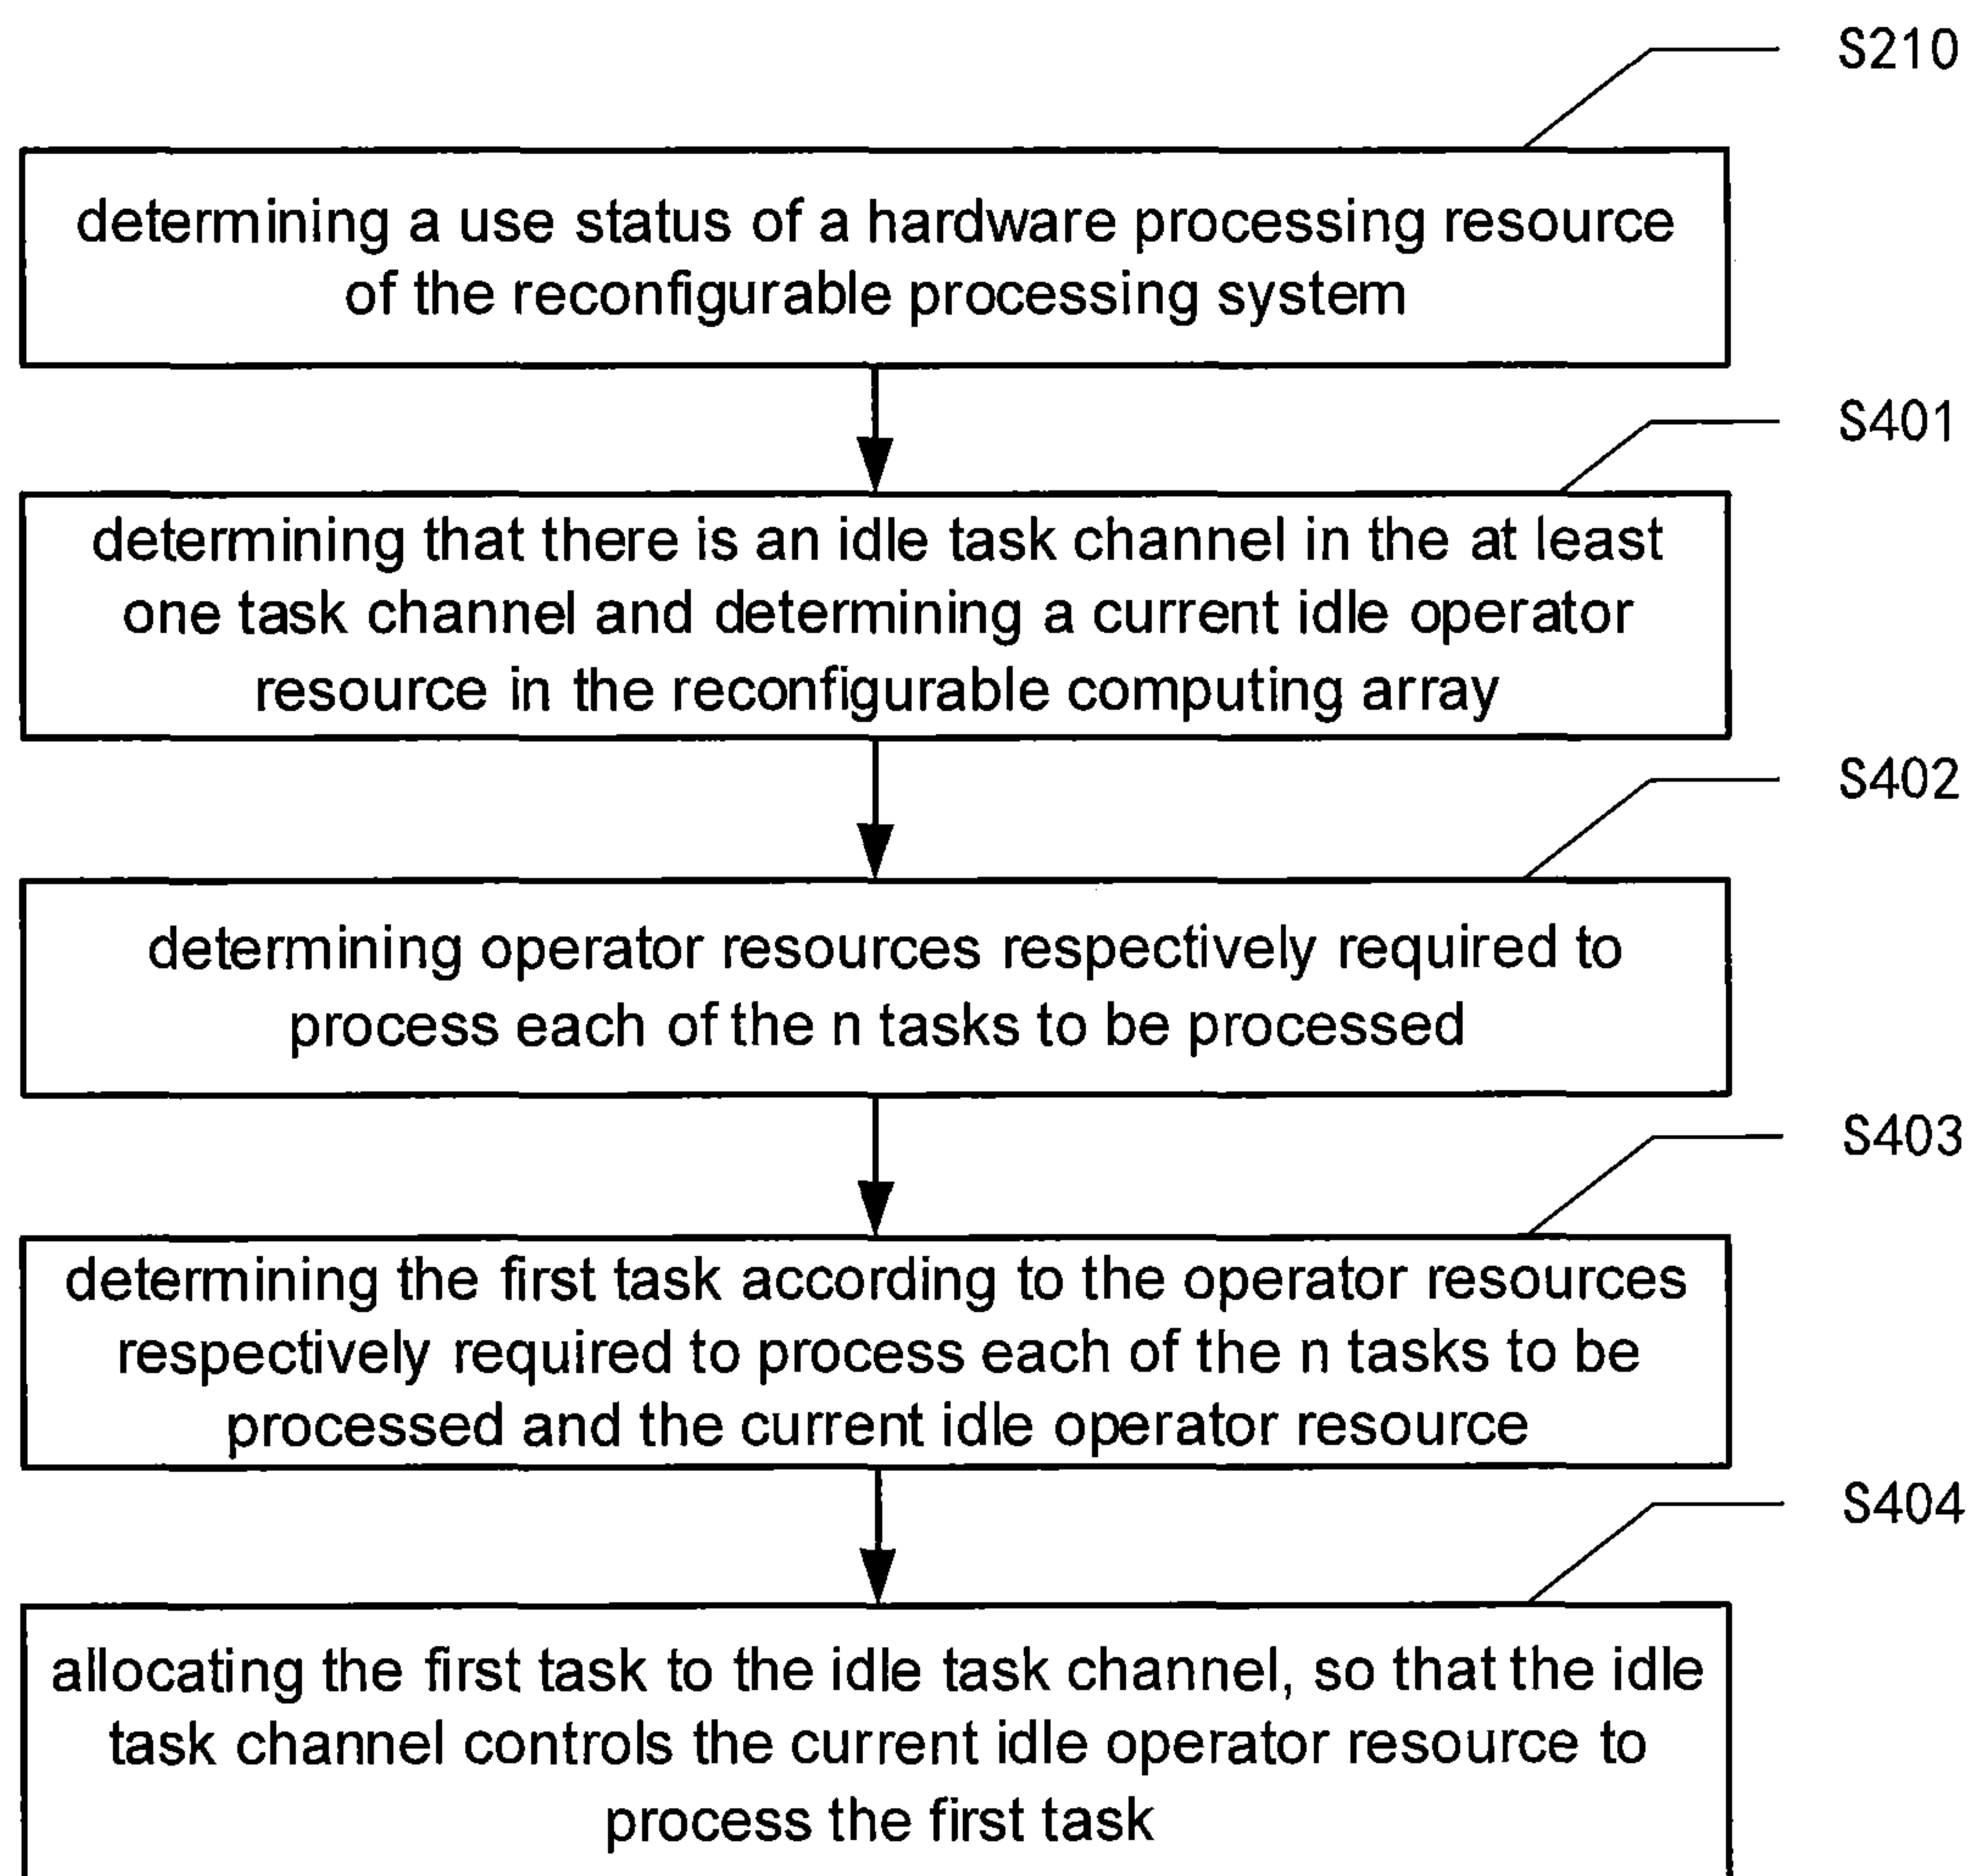 S210
determining a use status of a hardware processing resource
of the reconfigurable processing system
S401
determining that there is an idle task channel in the at least
one task channel and determining a current idle operator
resource in the reconfigurable computing array
S402
determining operator resources respectively required to
process each of the n tasks to be processed
S403
determining the first task according to the operator resources
respectively required to process each of the n tasks to be
processed and the current idle operator resource
S404
allocating the first task to the idle task channel, so that the idle
task channel controls the current idle operator resource to
process the first task